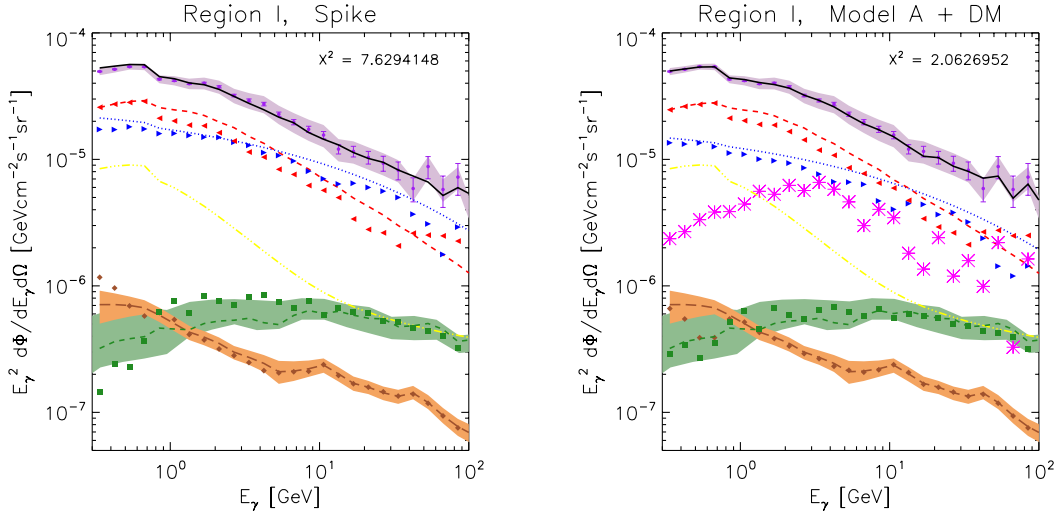 Region I, Spike
χ² = 7.6294148
E_γ² dΦ/dE_γdΩ [GeVcm⁻²s⁻¹sr⁻¹]
10⁻⁴
10⁻⁵
10⁻⁶
10⁻⁷
10⁰
10¹
10²
E_γ [GeV]
Region I, Model A + DM
χ² = 2.0626952
E_γ² dΦ/dE_γdΩ [GeVcm⁻²s⁻¹sr⁻¹]
10⁻⁴
10⁻⁵
10⁻⁶
10⁻⁷
10⁰
10¹
10²
E_γ [GeV]